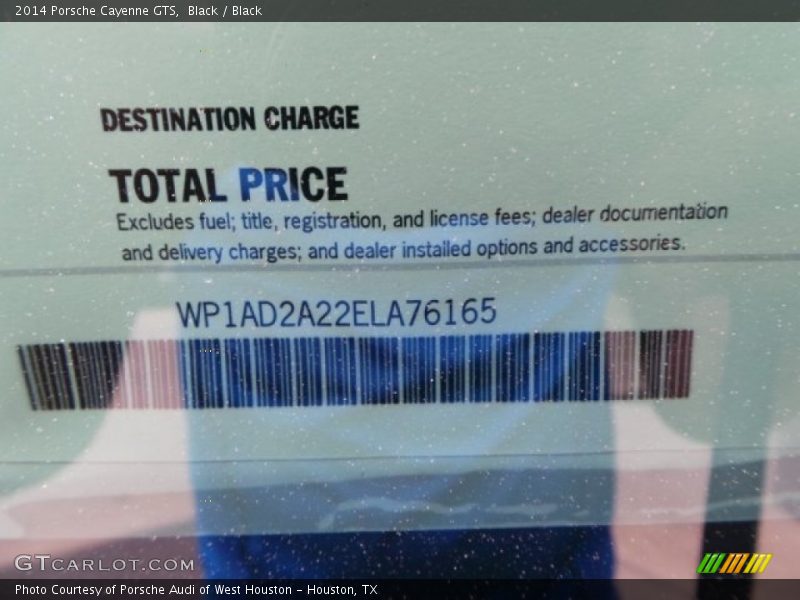 2014 Porsche Cayenne GTS, Black / Black
DESTINATION CHARGE
TOTAL PRICE
Excludes fuel; title, registration, and license fees; dealer documentation
and delivery charges; and dealer installed options and accessories.
WP1AD2A22ELA76165
GTCARLOT.COM
Photo Courtesy of Porsche Audi of West Houston - Houston, TX